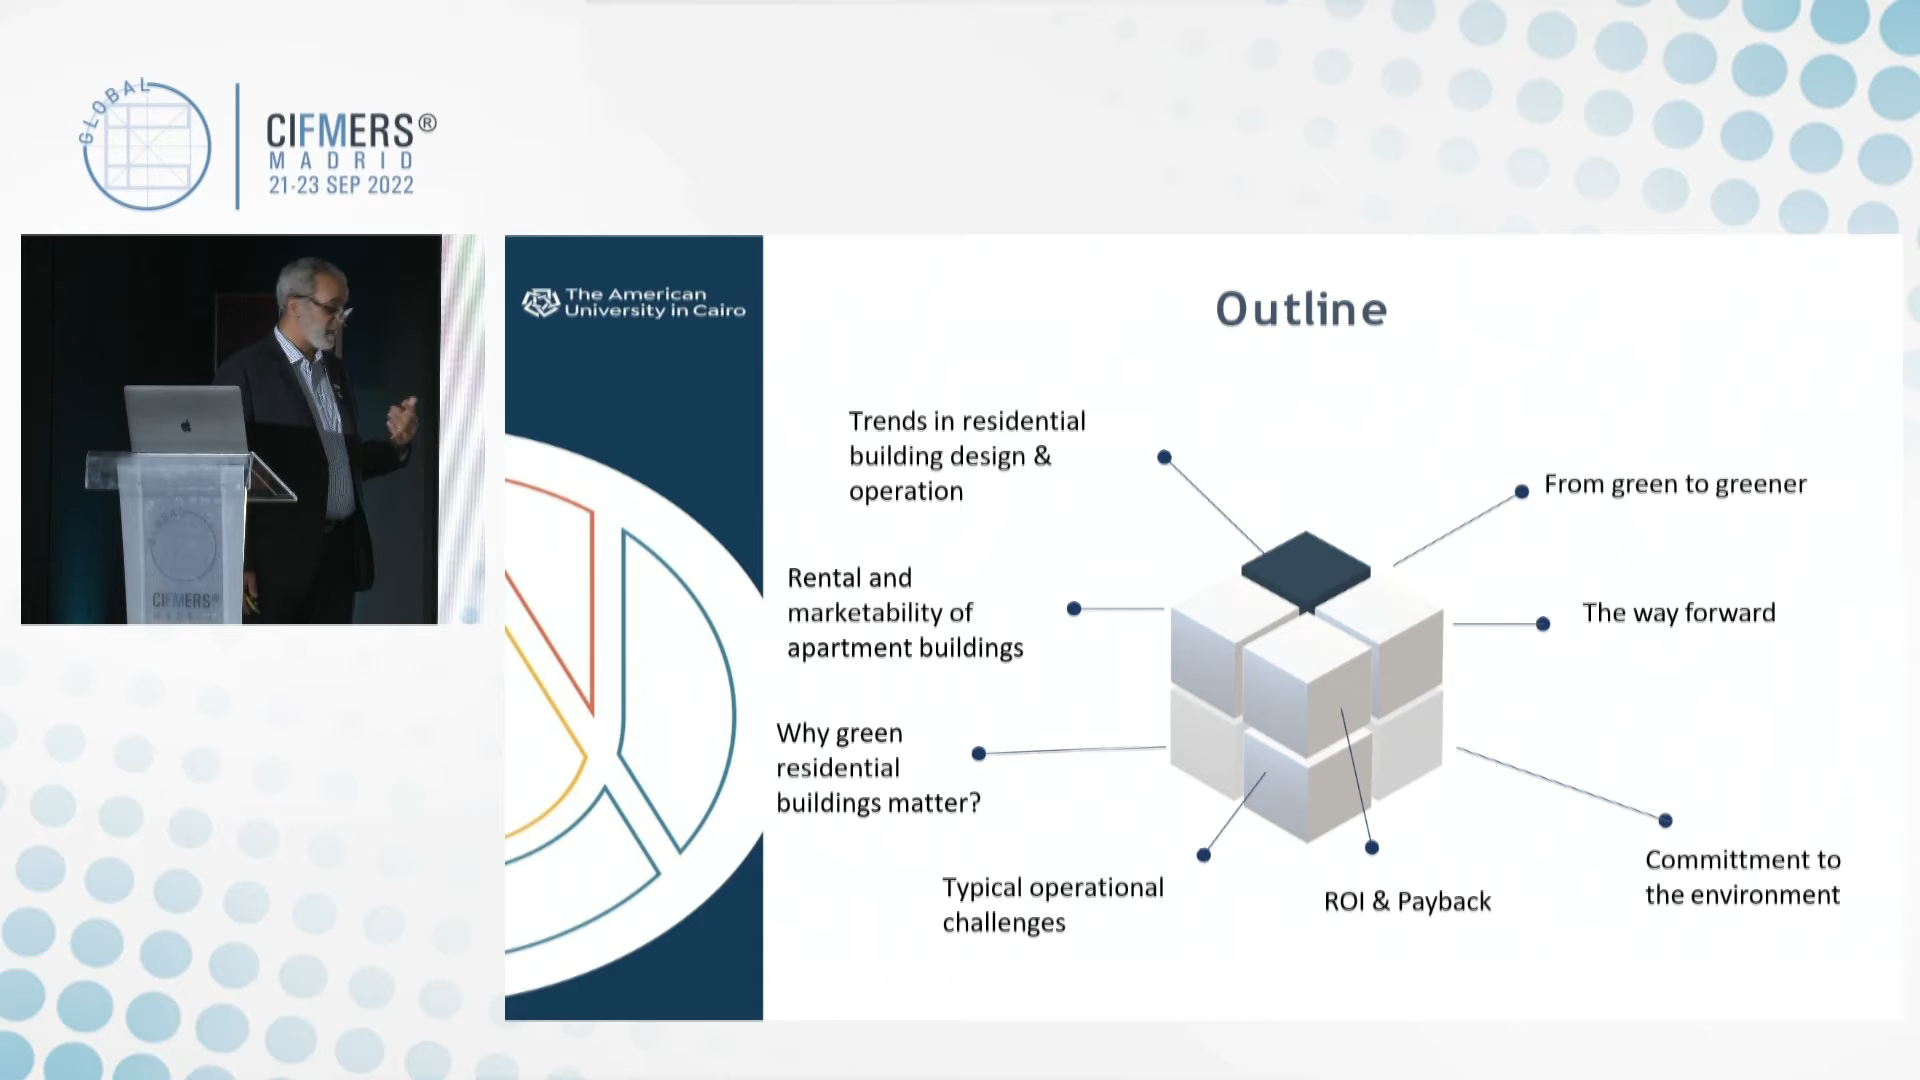 GLOBAL
CIFMERS®
MADRID
21-23 SEP 2022
CIFMERS®
MADRID
The American
University in Cairo
Outline
Trends in residential
building design &
operation
From green to greener
Rental and
marketability of
apartment buildings
The way forward
Why green
residential
buildings matter?
Typical operational
challenges
ROI & Payback
Committment to
the environment